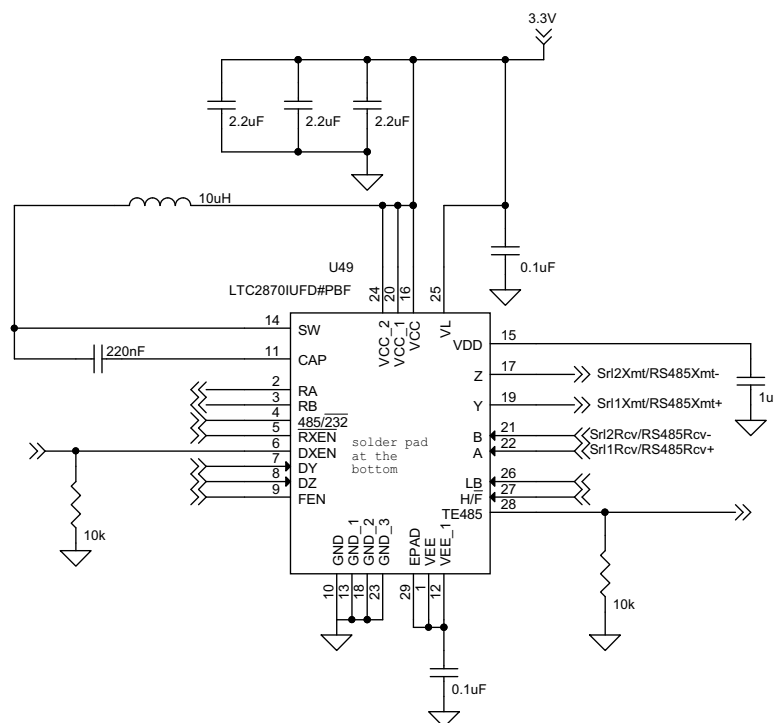 3.3V
2.2uF
2.2uF
2.2uF
10uH
0.1uF
U49
LTC2870IUFD#PBF
24
20
16
25
VCC_2
VCC_1
VCC
VL
14
SW
VDD
15
220nF
11
CAP
Z
17
Srl2Xmt/RS485Xmt-
1u
2
RA
Y
19
Srl1Xmt/RS485Xmt+
3
RB
4
485/232
B
21
Srl2Rcv/RS485Rcv-
5
RXEN
A
22
Srl1Rcv/RS485Rcv+
6
DXEN
solder pad
at the
bottom
7
DY
8
DZ
LB
26
9
FEN
H/F
27
TE485
28
10k
GND
GND_1
GND_2
GND_3
EPAD
VEE
VEE_1
10
13
18
23
29
1
12
10k
0.1uF